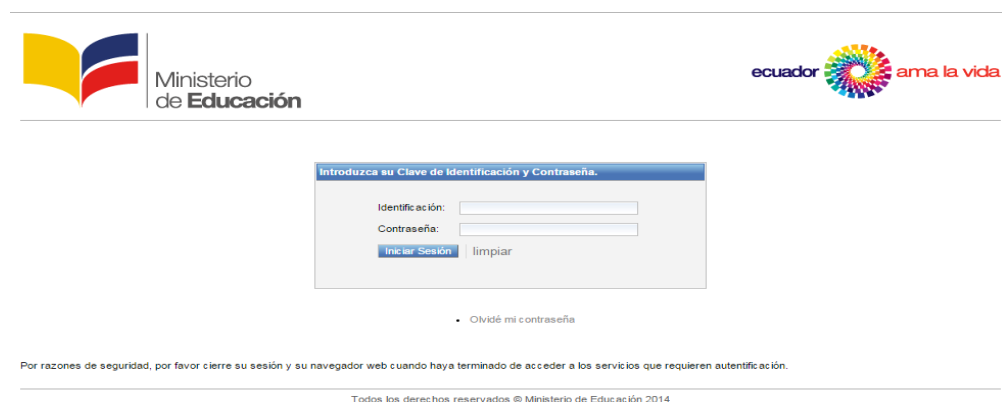 Ministerio
de Educación
ecuador ama la vida
Introduzca su Clave de Identificación y Contraseña.
Identificación:
Contraseña:
Iniciar Sesión limpiar
Olvidé mi contraseña
Por razones de seguridad, por favor cierre su sesión y su navegador web cuando haya terminado de acceder a los servicios que requieren autentificación.
Todos los derechos reservados © Ministerio de Educación 2014